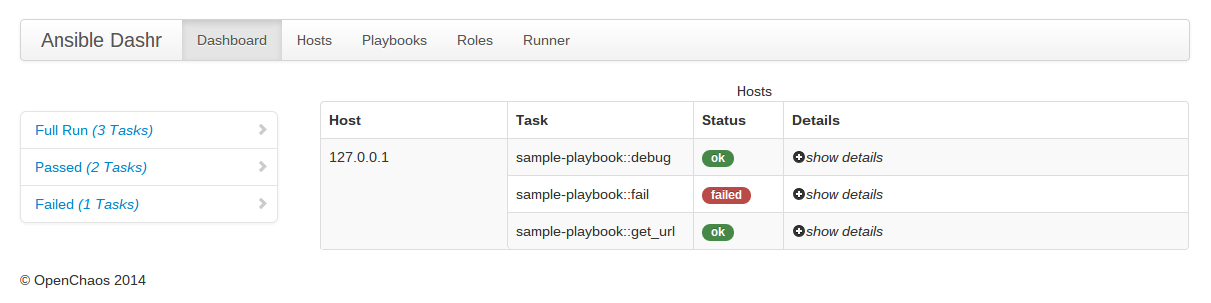 Ansible Dashr Dashboard Hosts Playbooks Roles Runner
Hosts
Full Run (3 Tasks)
Passed (2 Tasks)
Failed (1 Tasks)
Host Task Status Details
127.0.0.1 sample-playbook::debug ok show details
sample-playbook::fail failed show details
sample-playbook::get_url ok show details
© OpenChaos 2014